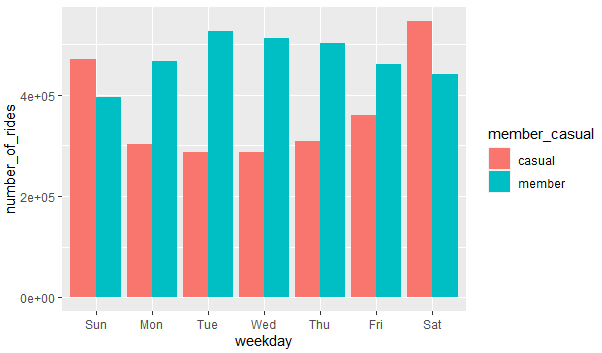 number_of_rides
4e+05
2e+05
0e+00
Sun Mon Tue Wed Thu Fri Sat
weekday
member_casual
casual
member